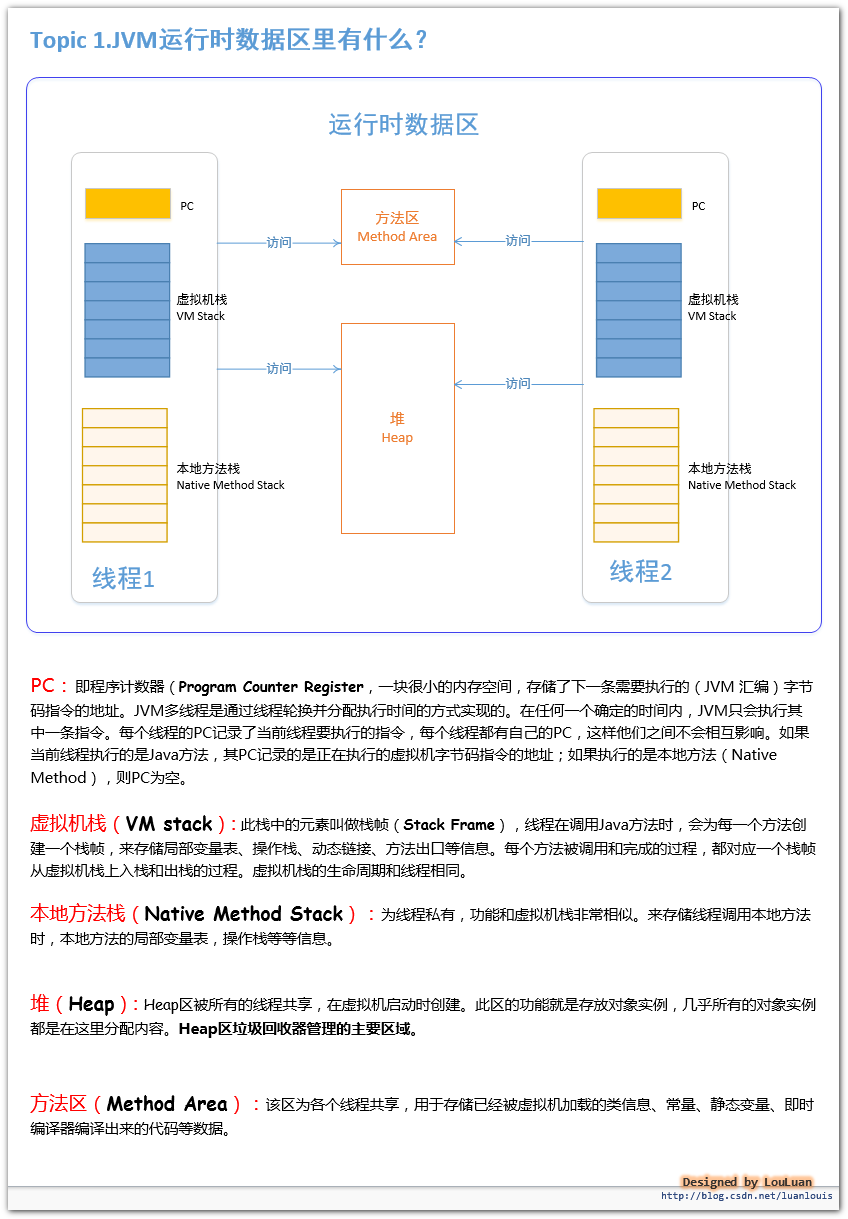 Topic 1.JVM运行时数据区里有什么？
运行时数据区
PC
方法区
Method Area
PC
访问
访问
虚拟机栈
VM Stack
虚拟机栈
VM Stack
访问
访问
堆
Heap
本地方法栈
Native Method Stack
本地方法栈
Native Method Stack
线程1
线程2
PC： 即程序计数器（Program Counter Register，一块很小的内存空间，存储了下一条需要执行的（JVM 汇编）字节
码指令的地址。JVM多线程是通过线程轮换并分配执行时间的方式实现的。在任何一个确定的时间内，JVM只会执行其
中一条指令。每个线程的PC记录了当前线程要执行的指令，每个线程都有自己的PC，这样他们之间不会相互影响。如果
当前线程执行的是Java方法，其PC记录的是正在执行的虚拟机字节码指令的地址；如果执行的是本地方法（Native
Method），则PC为空。
虚拟机栈（VM stack）: 此栈中的元素叫做栈帧（Stack Frame），线程在调用Java方法时，会为每一个方法创
建一个栈帧，来存储局部变量表、操作栈、动态链接、方法出口等信息。每个方法被调用和完成的过程，都对应一个栈帧
从虚拟机栈上入栈和出栈的过程。虚拟机栈的生命周期和线程相同。
本地方法栈（Native Method Stack）：为线程私有，功能和虚拟机栈非常相似。来存储线程调用本地方法
时，本地方法的局部变量表，操作栈等等信息。
堆（Heap）: Heap区被所有的线程共享，在虚拟机启动时创建。此区的功能就是存放对象实例，几乎所有的对象实例
都是在这里分配内容。Heap区垃圾回收器管理的主要区域。
方法区（Method Area）：该区为各个线程共享，用于存储已经被虚拟机加载的类信息、常量、静态变量、即时
编译器编译出来的代码等数据。
Designed by LouLuan
http://blog.csdn.net/luanlouis